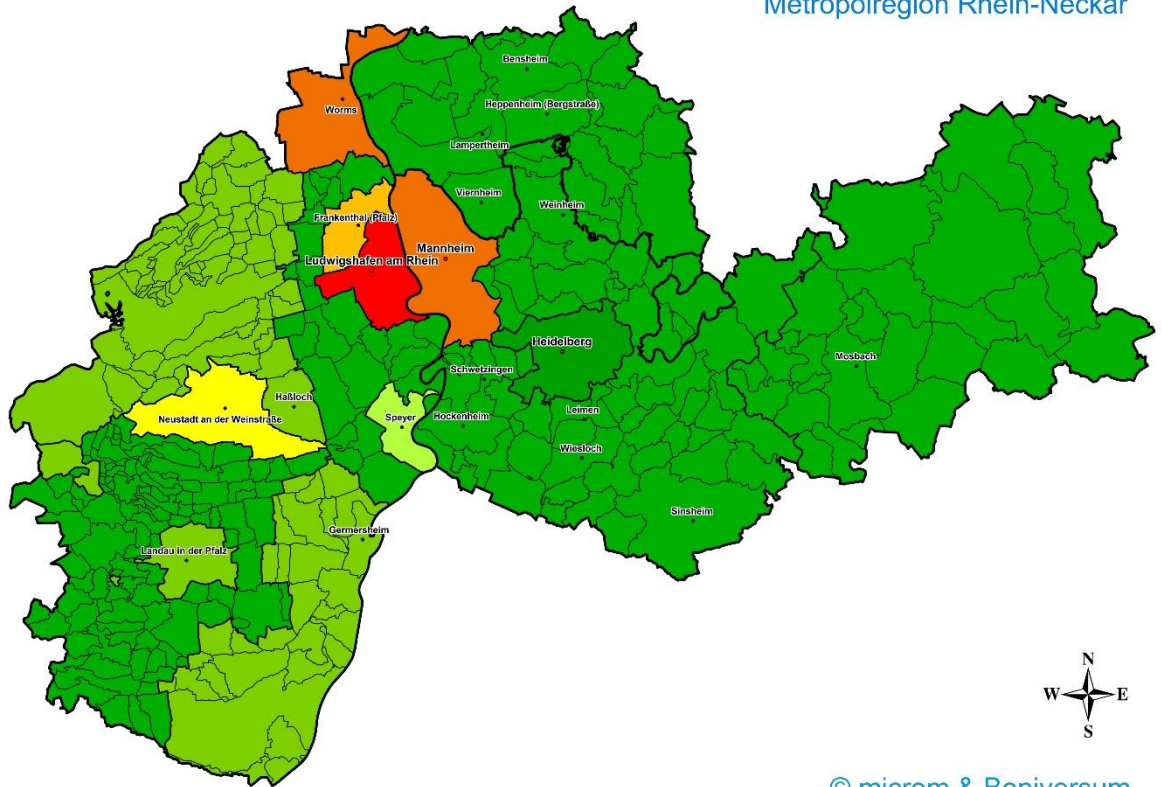 Metropolregion Rhein-Neckar
Bensheim
Worms
Heppenheim (Bergstraße)
Lampertheim
Viernheim
Weinheim
Frankenthal (Pfalz)
Mannheim
Ludwigshafen am Rhein
Heidelberg
Mosbach
Schwetzingen
Haßloch
Neustadt an der Weinstraße
Speyer
Hockenheim
Leimen
Wiesloch
Sinsheim
Germersheim
Landau in der Pfalz
N
W E
S
© microm & Boniversum